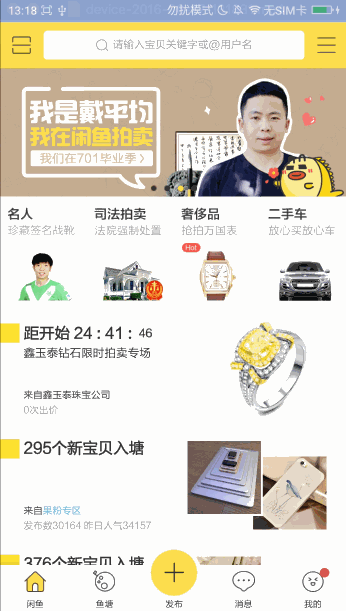 13:18
勿扰模式
无SIM卡
请输入宝贝关键字或@用户名
我是戴平均
我在闲鱼拍卖
我们在701毕业季 >
名人 司法拍卖 奢侈品 二手车
珍藏签名战靴 法院强制处置 抢拍万国表 放心买放心车
Hot
距开始 24 : 41 : 46
鑫玉泰钻石限时拍卖专场
来自鑫玉泰珠宝公司
0次出价
295个新宝贝入塘
来自果粉专区
发布数30164 昨日人气34157
376个新宝贝入塘
闲鱼 鱼塘 发布 消息 我的